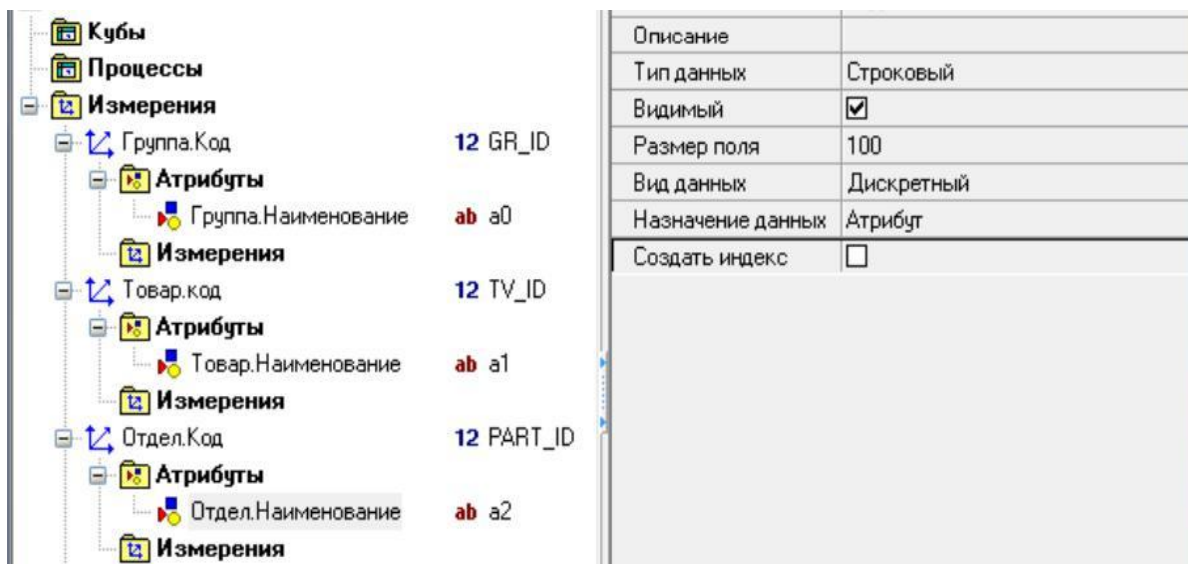 Кубы
Процессы
Измерения
Группа.Код 12 GR_ID
Атрибуты
Группа.Наименование ab a0
Измерения
Товар.код 12 TV_ID
Атрибуты
Товар.Наименование ab a1
Измерения
Отдел.Код 12 PART_ID
Атрибуты
Отдел.Наименование ab a2
Измерения
Описание
Тип данных Строковый
Видимый
Размер поля 100
Вид данных Дискретный
Назначение данных Атрибут
Создать индекс